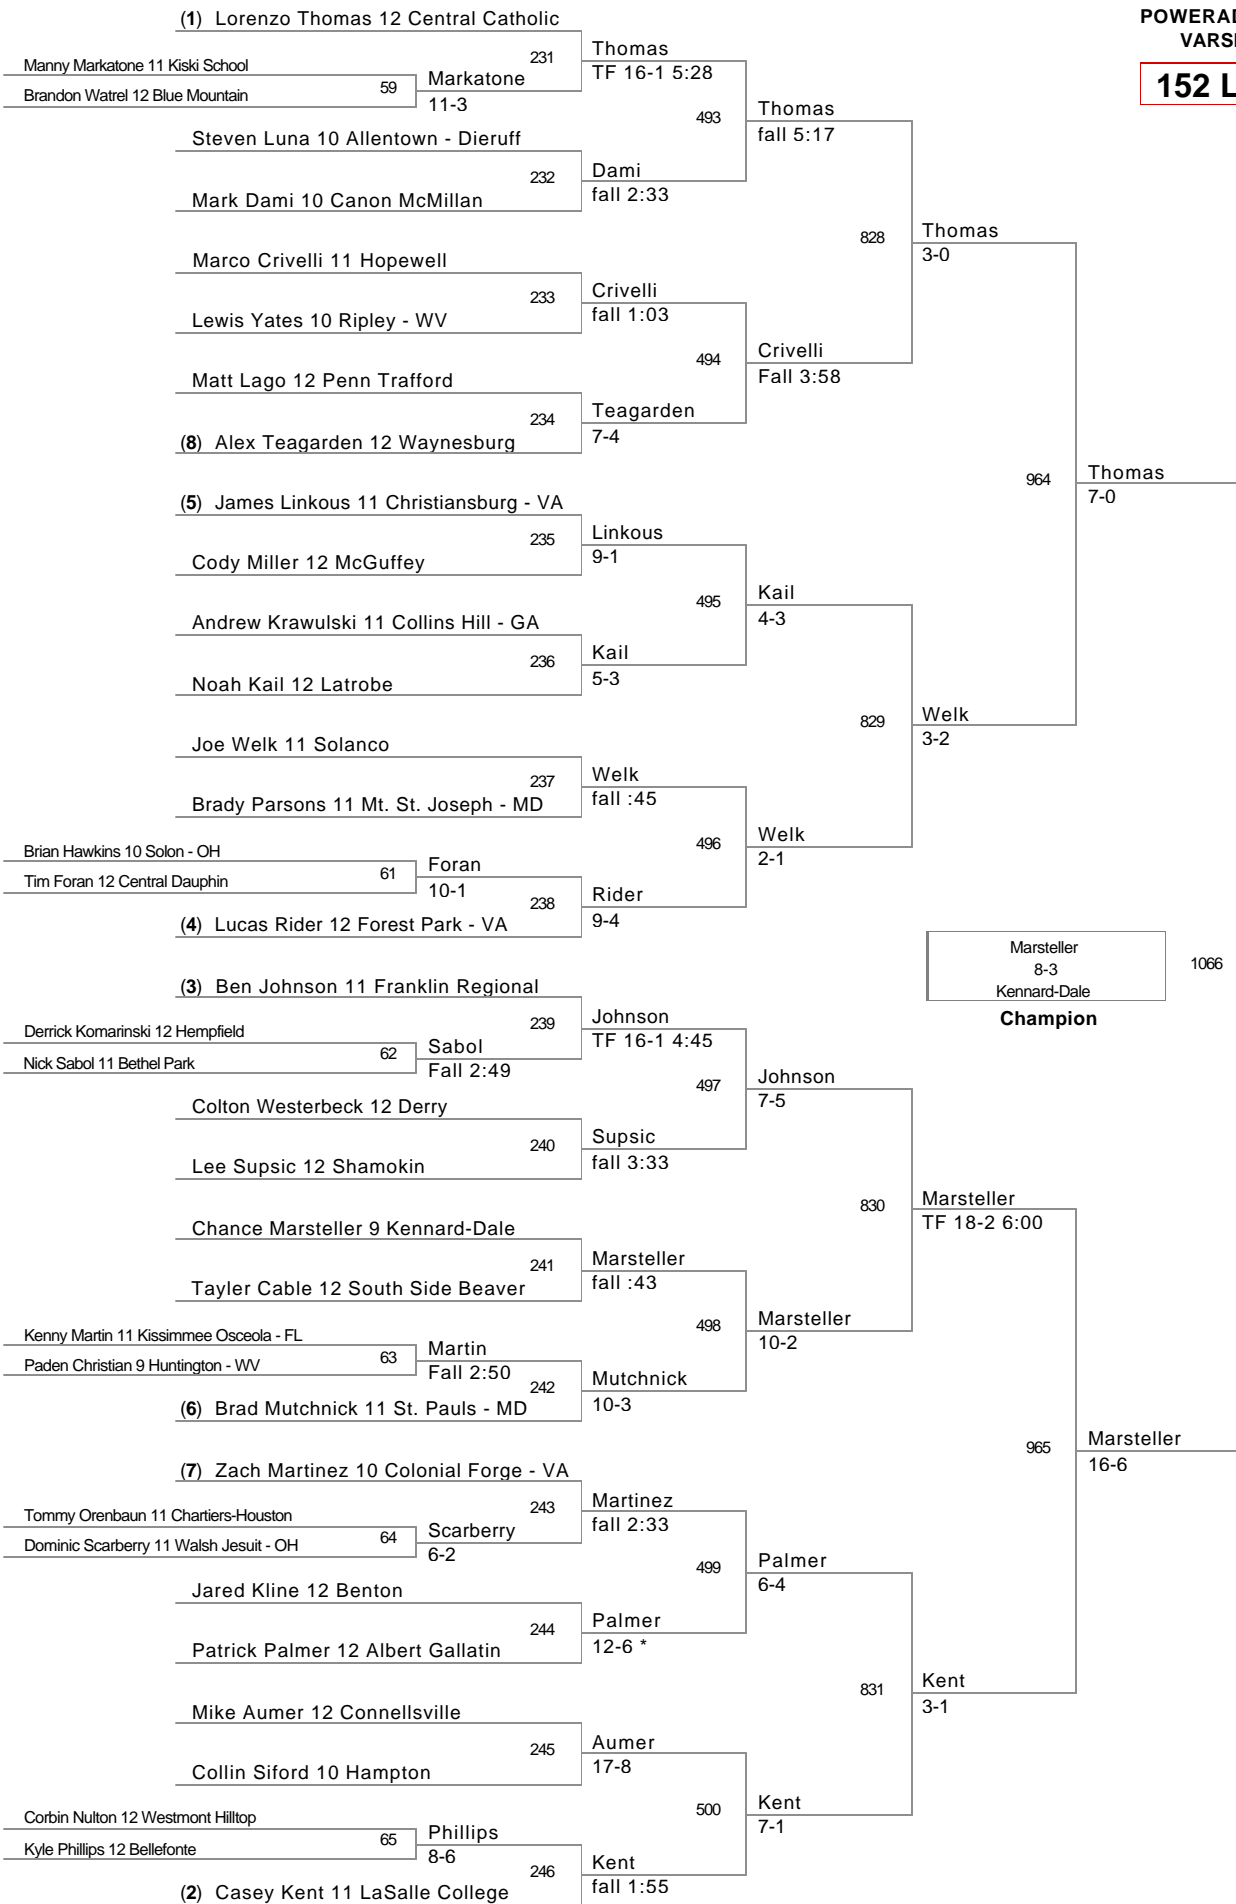 POWERAD
VARSI
152 L
(1) Lorenzo Thomas 12 Central Catholic
231
Thomas
TF 16-1 5:28
Manny Markatone 11 Kiski School
59
Markatone
11-3
Brandon Watrel 12 Blue Mountain
493
Thomas
fall 5:17
Steven Luna 10 Allentown - Dieruff
232
Dami
fall 2:33
Mark Dami 10 Canon McMillan
828
Thomas
3-0
Marco Crivelli 11 Hopewell
233
Crivelli
fall 1:03
Lewis Yates 10 Ripley - WV
494
Crivelli
Fall 3:58
Matt Lago 12 Penn Trafford
234
Teagarden
7-4
(8) Alex Teagarden 12 Waynesburg
964
Thomas
7-0
(5) James Linkous 11 Christiansburg - VA
235
Linkous
9-1
Cody Miller 12 McGuffey
495
Kail
4-3
Andrew Krawulski 11 Collins Hill - GA
236
Kail
5-3
Noah Kail 12 Latrobe
829
Welk
3-2
Joe Welk 11 Solanco
237
Welk
fall :45
Brady Parsons 11 Mt. St. Joseph - MD
496
Welk
2-1
Brian Hawkins 10 Solon - OH
61
Foran
10-1
Tim Foran 12 Central Dauphin
238
Rider
9-4
(4) Lucas Rider 12 Forest Park - VA
Marsteller
8-3
Kennard-Dale
1066
Champion
(3) Ben Johnson 11 Franklin Regional
239
Johnson
TF 16-1 4:45
Derrick Komarinski 12 Hempfield
62
Sabol
Fall 2:49
Nick Sabol 11 Bethel Park
497
Johnson
7-5
Colton Westerbeck 12 Derry
240
Supsic
fall 3:33
Lee Supsic 12 Shamokin
830
Marsteller
TF 18-2 6:00
Chance Marsteller 9 Kennard-Dale
241
Marsteller
fall :43
Tayler Cable 12 South Side Beaver
498
Marsteller
10-2
Kenny Martin 11 Kissimmee Osceola - FL
63
Martin
Fall 2:50
Paden Christian 9 Huntington - WV
242
Mutchnick
10-3
(6) Brad Mutchnick 11 St. Pauls - MD
965
Marsteller
16-6
(7) Zach Martinez 10 Colonial Forge - VA
243
Martinez
fall 2:33
Tommy Orenbaun 11 Chartiers-Houston
64
Scarberry
6-2
Dominic Scarberry 11 Walsh Jesuit - OH
499
Palmer
6-4
Jared Kline 12 Benton
244
Palmer
12-6 *
Patrick Palmer 12 Albert Gallatin
831
Kent
3-1
Mike Aumer 12 Connellsville
245
Aumer
17-8
Collin Siford 10 Hampton
500
Kent
7-1
Corbin Nulton 12 Westmont Hilltop
65
Phillips
8-6
Kyle Phillips 12 Bellefonte
246
Kent
fall 1:55
(2) Casey Kent 11 LaSalle College